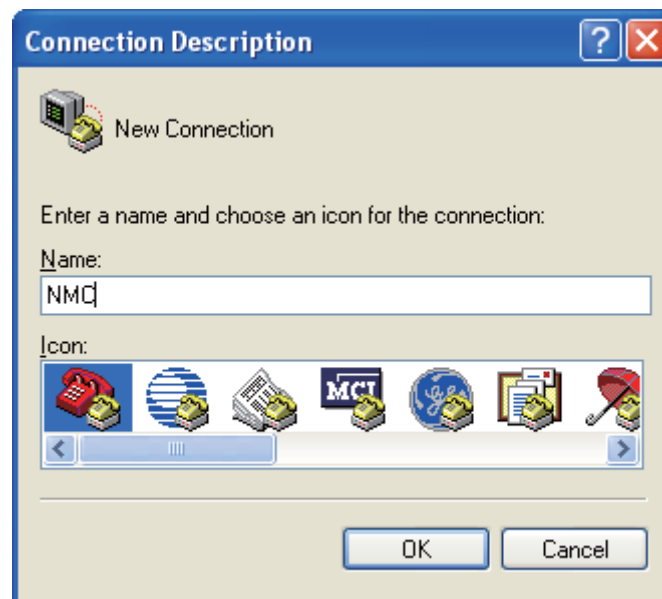 Connection Description
New Connection
Enter a name and choose an icon for the connection:
Name:
NMC
Icon:
MCI
OK
Cancel